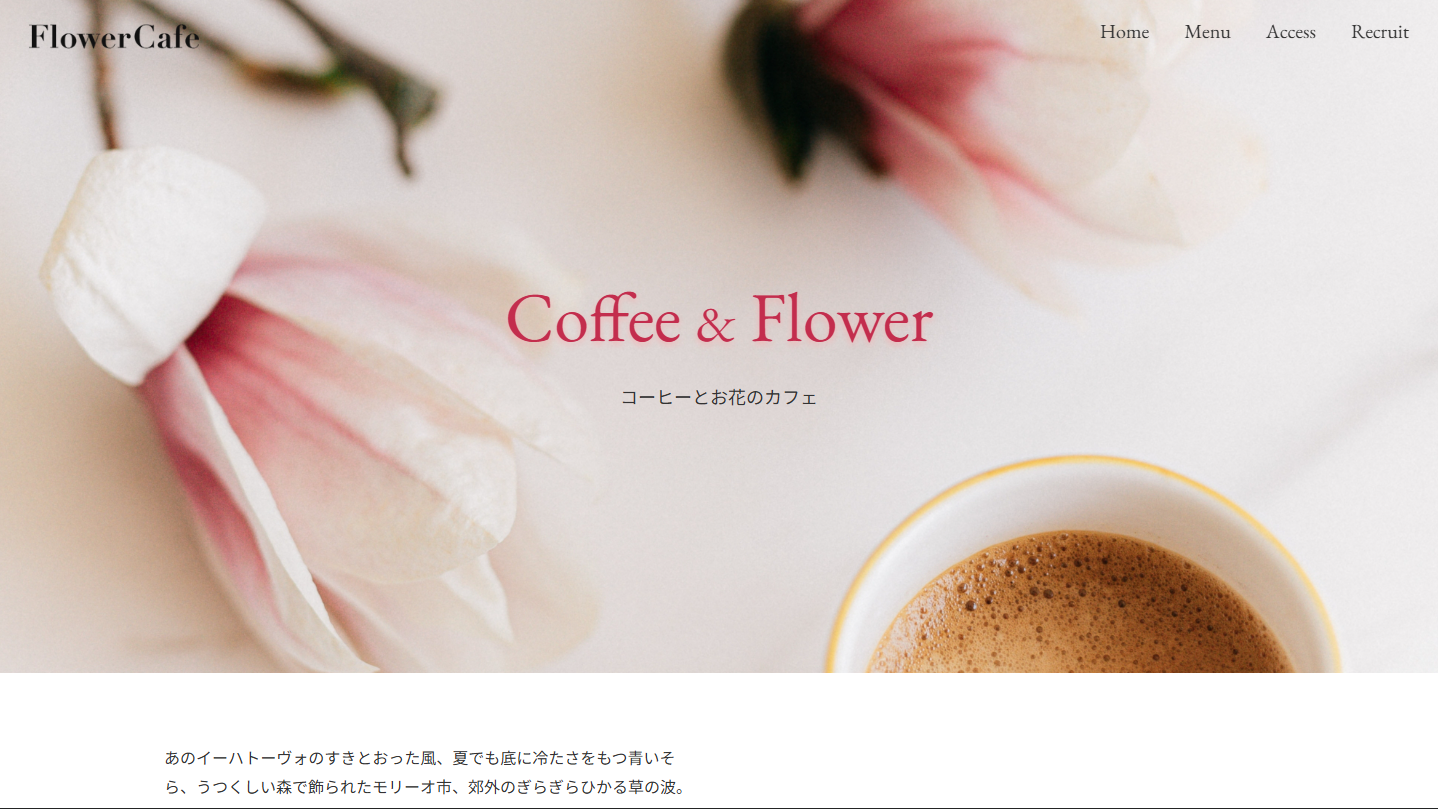 FlowerCafe
Home Menu Access Recruit
Coffee & Flower
コーヒーとお花のカフェ
あのイーハトーヴォのすきとおった風、夏でも底に冷たさをもつ青いそ
ら、うつくしい森で飾られたモリーオ市、郊外のぎらぎらひかる草の波。